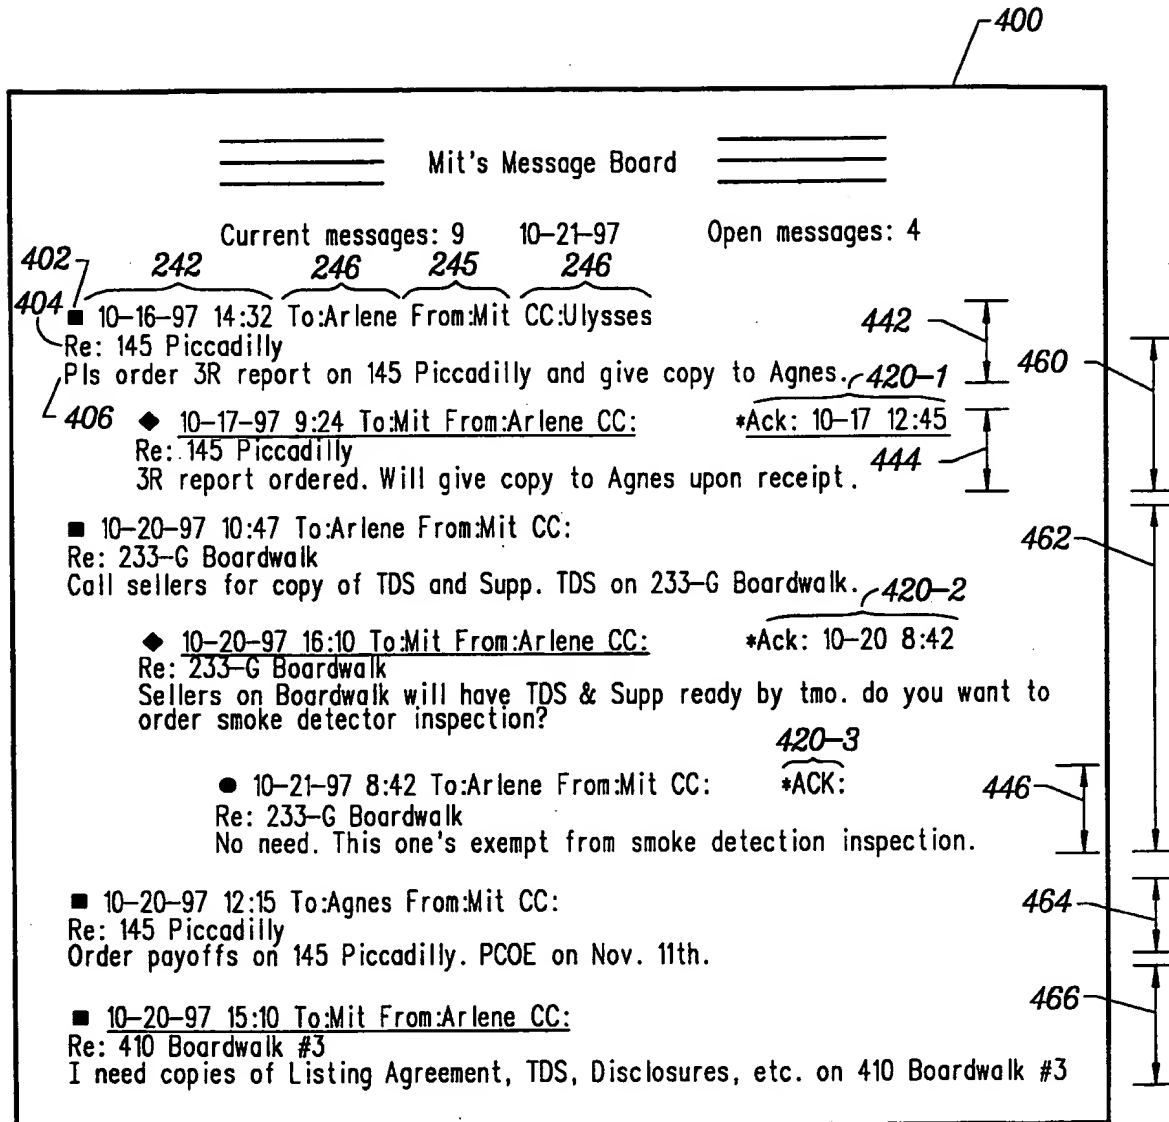 400
Mit's Message Board
Current messages: 9 10-21-97 Open messages: 4
402 242 246 245 246
404 ■ 10-16-97 14:32 To:Arlene From:Mit CC:Ulysses 442
Re: 145 Piccadilly 460
Pls order 3R report on 145 Piccadilly and give copy to Agnes. 420-1
406 ◆ 10-17-97 9:24 To:Mit From:Arlene CC: *Ack: 10-17 12:45
Re: 145 Piccadilly 444
3R report ordered. Will give copy to Agnes upon receipt.
■ 10-20-97 10:47 To:Arlene From:Mit CC: 462
Re: 233-G Boardwalk
Call sellers for copy of TDS and Supp. TDS on 233-G Boardwalk. 420-2
◆ 10-20-97 16:10 To:Mit From:Arlene CC: *Ack: 10-20 8:42
Re: 233-G Boardwalk
Sellers on Boardwalk will have TDS & Supp ready by tmo. do you want to
order smoke detector inspection?
420-3
● 10-21-97 8:42 To:Arlene From:Mit CC: *ACK: 446
Re: 233-G Boardwalk
No need. This one's exempt from smoke detection inspection.
■ 10-20-97 12:15 To:Agnes From:Mit CC: 464
Re: 145 Piccadilly
Order payoffs on 145 Piccadilly. PCOE on Nov. 11th.
466
■ 10-20-97 15:10 To:Mit From:Arlene CC:
Re: 410 Boardwalk #3
I need copies of Listing Agreement, TDS, Disclosures, etc. on 410 Boardwalk #3